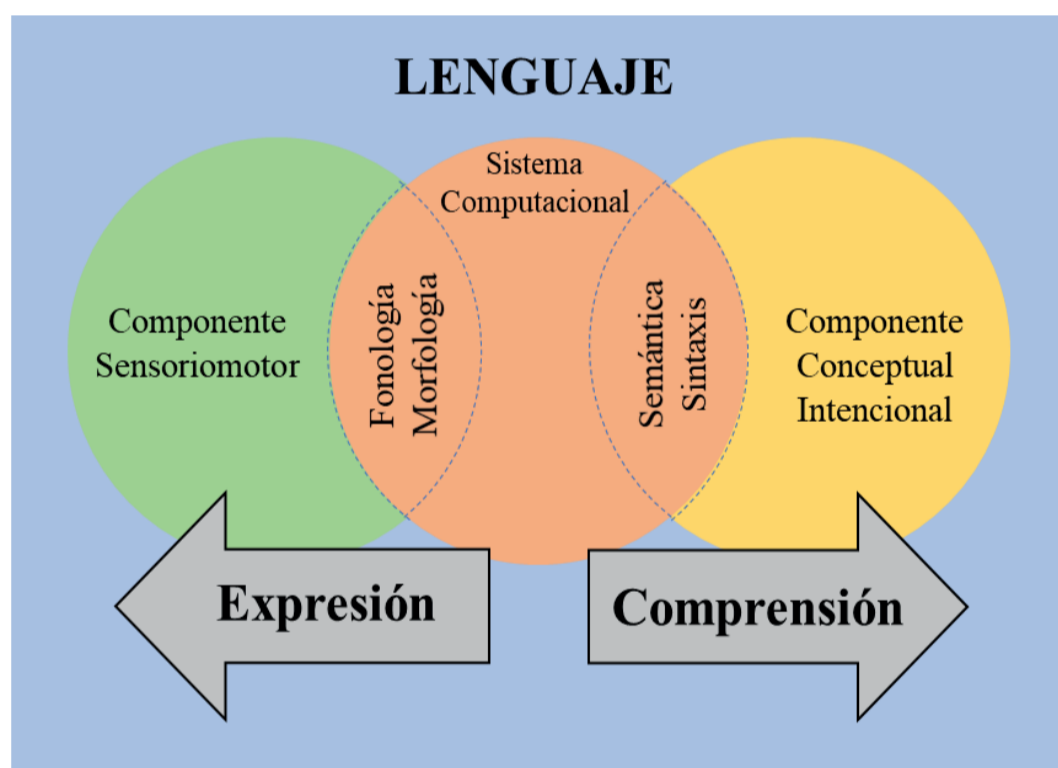 LENGUAJE
Sistema
Computacional
Componente
Sensoriomotor
Fonología
Morfología
Semántica
Sintaxis
Componente
Conceptual
Intencional
Expresión
Comprensión